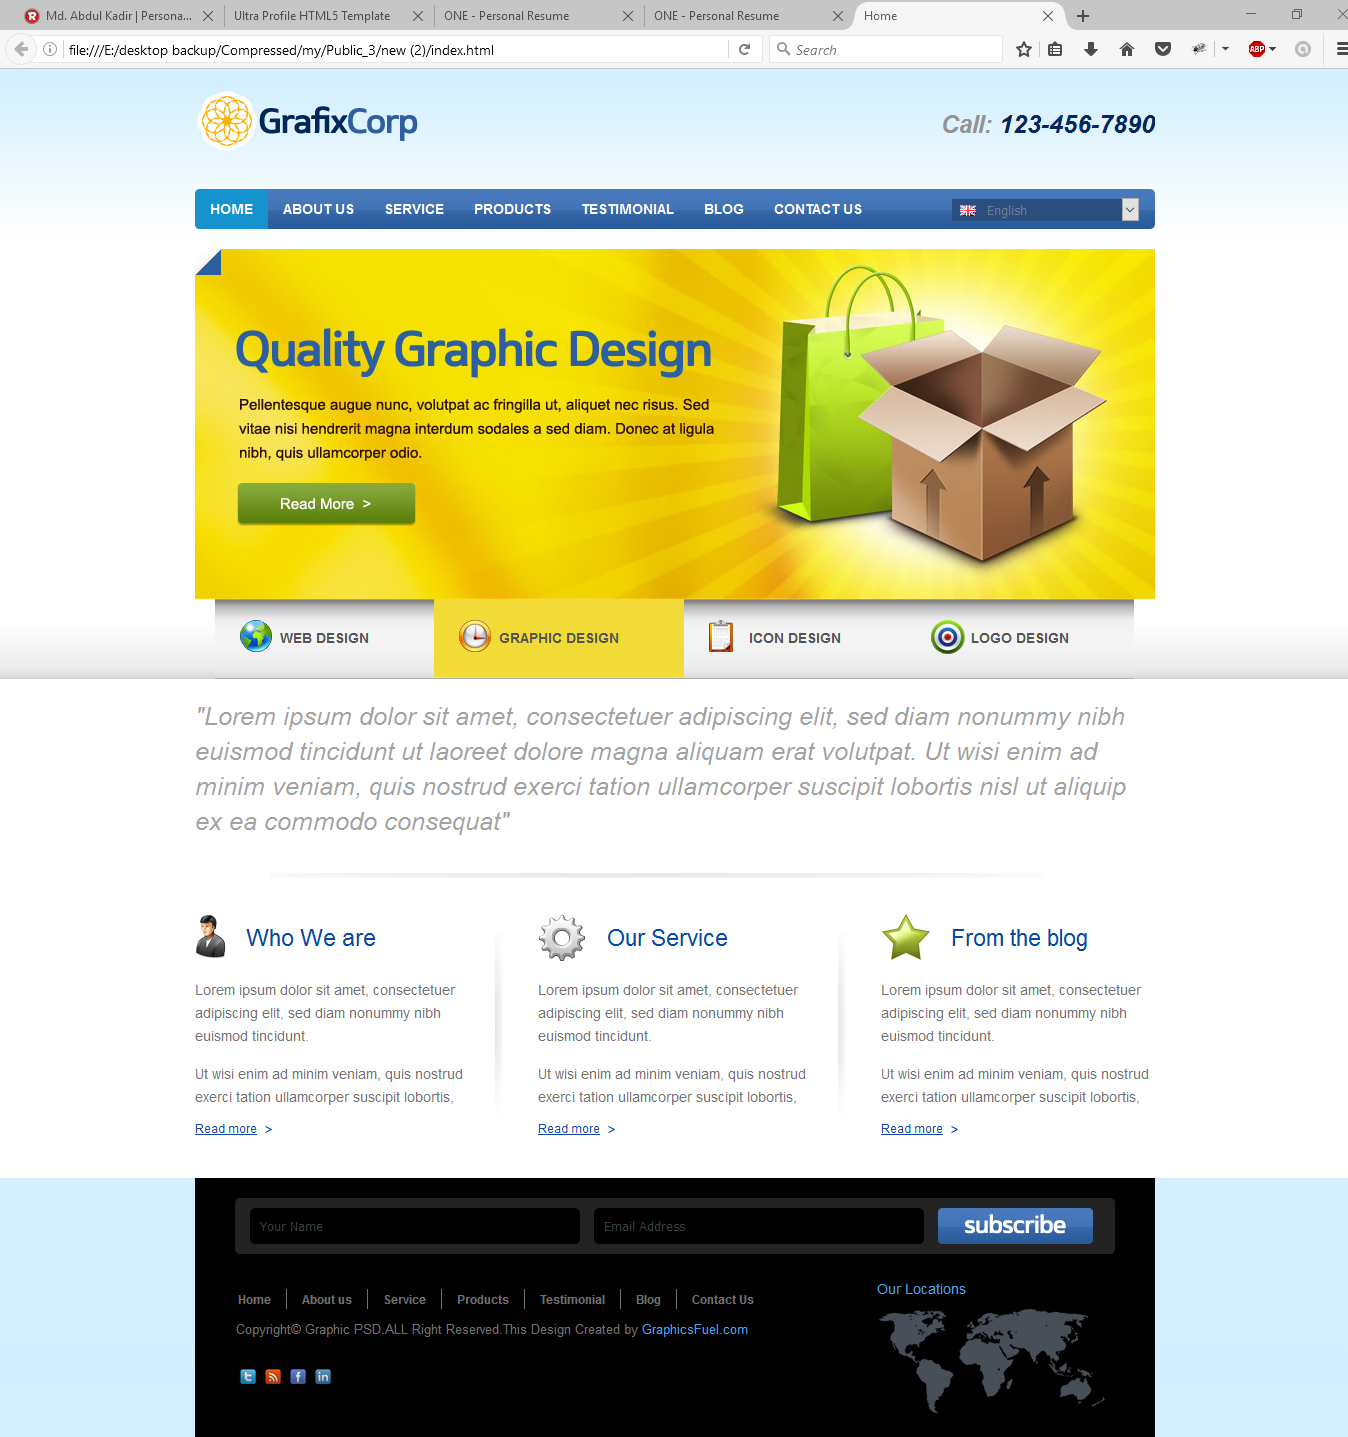 Md. Abdul Kadir | Persona... Ultra Profile HTML5 Template ONE - Personal Resume ONE - Personal Resume Home
file:///E:/desktop backup/Compressed/my/Public_3/new (2)/index.html Search ABP
GrafixCorp
Call: 123-456-7890
HOME ABOUT US SERVICE PRODUCTS TESTIMONIAL BLOG CONTACT US English
Quality Graphic Design
Pellentesque augue nunc, volutpat ac fringilla ut, aliquet nec risus. Sed
vitae nisi hendrerit magna interdum sodales a sed diam. Donec at ligula
nibh, quis ullamcorper odio.
Read More >
WEB DESIGN GRAPHIC DESIGN ICON DESIGN LOGO DESIGN
"Lorem ipsum dolor sit amet, consectetuer adipiscing elit, sed diam nonummy nibh
euismod tincidunt ut laoreet dolore magna aliquam erat volutpat. Ut wisi enim ad
minim veniam, quis nostrud exerci tation ullamcorper suscipit lobortis nisl ut aliquip
ex ea commodo consequat"
Who We are
Lorem ipsum dolor sit amet, consectetuer
adipiscing elit, sed diam nonummy nibh
euismod tincidunt.
Ut wisi enim ad minim veniam, quis nostrud
exerci tation ullamcorper suscipit lobortis,
Read more >
Our Service
Lorem ipsum dolor sit amet, consectetuer
adipiscing elit, sed diam nonummy nibh
euismod tincidunt.
Ut wisi enim ad minim veniam, quis nostrud
exerci tation ullamcorper suscipit lobortis,
Read more >
From the blog
Lorem ipsum dolor sit amet, consectetuer
adipiscing elit, sed diam nonummy nibh
euismod tincidunt.
Ut wisi enim ad minim veniam, quis nostrud
exerci tation ullamcorper suscipit lobortis,
Read more >
Your Name Email Address subscribe
Home About us Service Products Testimonial Blog Contact Us
Copyright© Graphic PSD.ALL Right Reserved.This Design Created by GraphicsFuel.com
Our Locations